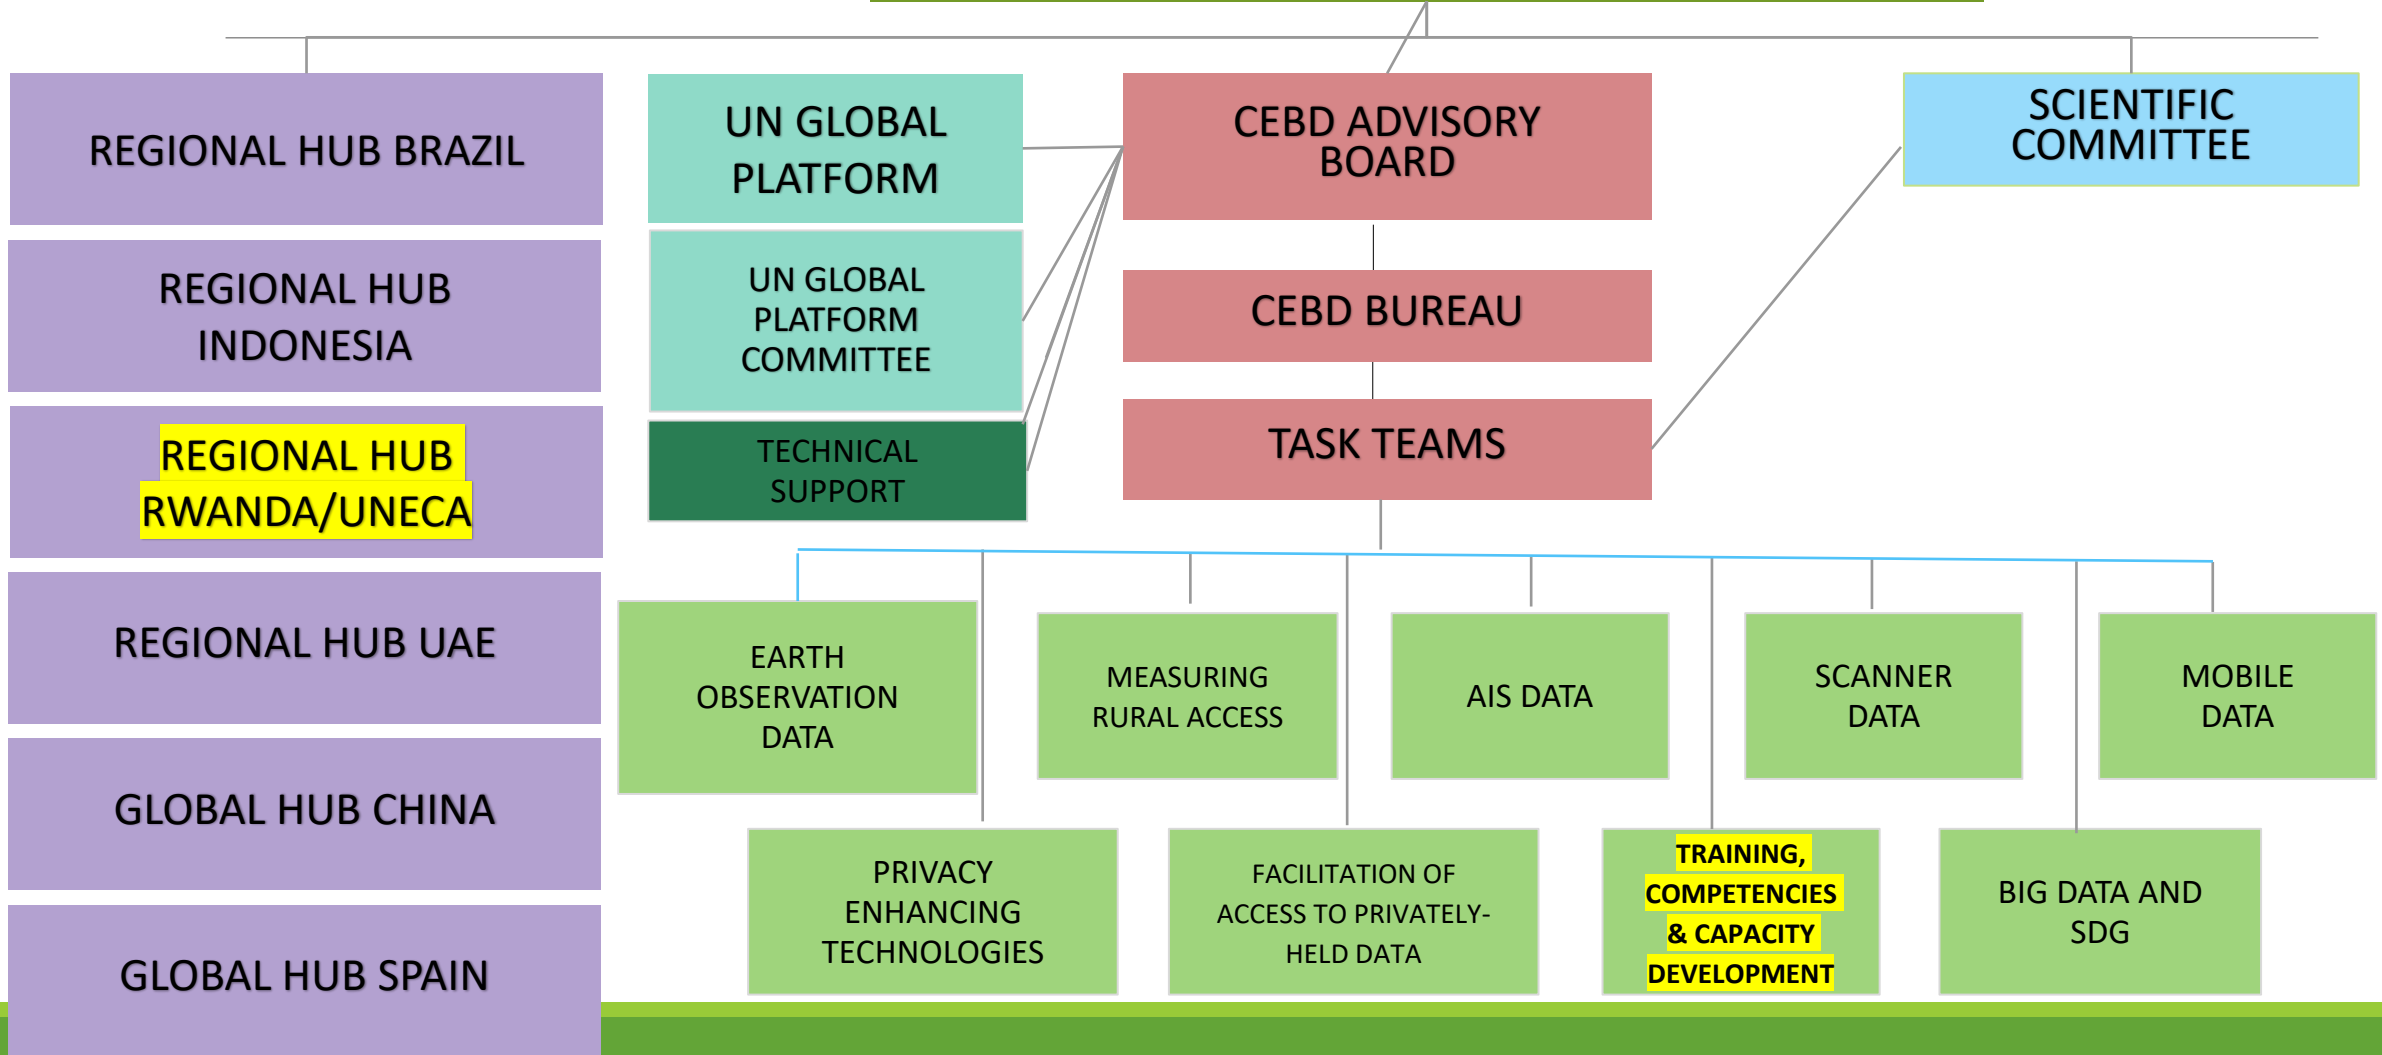 REGIONAL HUB BRAZIL
REGIONAL HUB
INDONESIA
REGIONAL HUB
RWANDA/UNECA
REGIONAL HUB UAE
GLOBAL HUB CHINA
GLOBAL HUB SPAIN
UN GLOBAL
PLATFORM
UN GLOBAL
PLATFORM
COMMITTEE
TECHNICAL
SUPPORT
CEBD ADVISORY
BOARD
CEBD BUREAU
TASK TEAMS
SCIENTIFIC
COMMITTEE
EARTH
OBSERVATION
DATA
MEASURING
RURAL ACCESS
AIS DATA
SCANNER
DATA
MOBILE
DATA
PRIVACY
ENHANCING
TECHNOLOGIES
FACILITATION OF
ACCESS TO PRIVATELY-
HELD DATA
TRAINING,
COMPETENCIES
& CAPACITY
DEVELOPMENT
BIG DATA AND
SDG